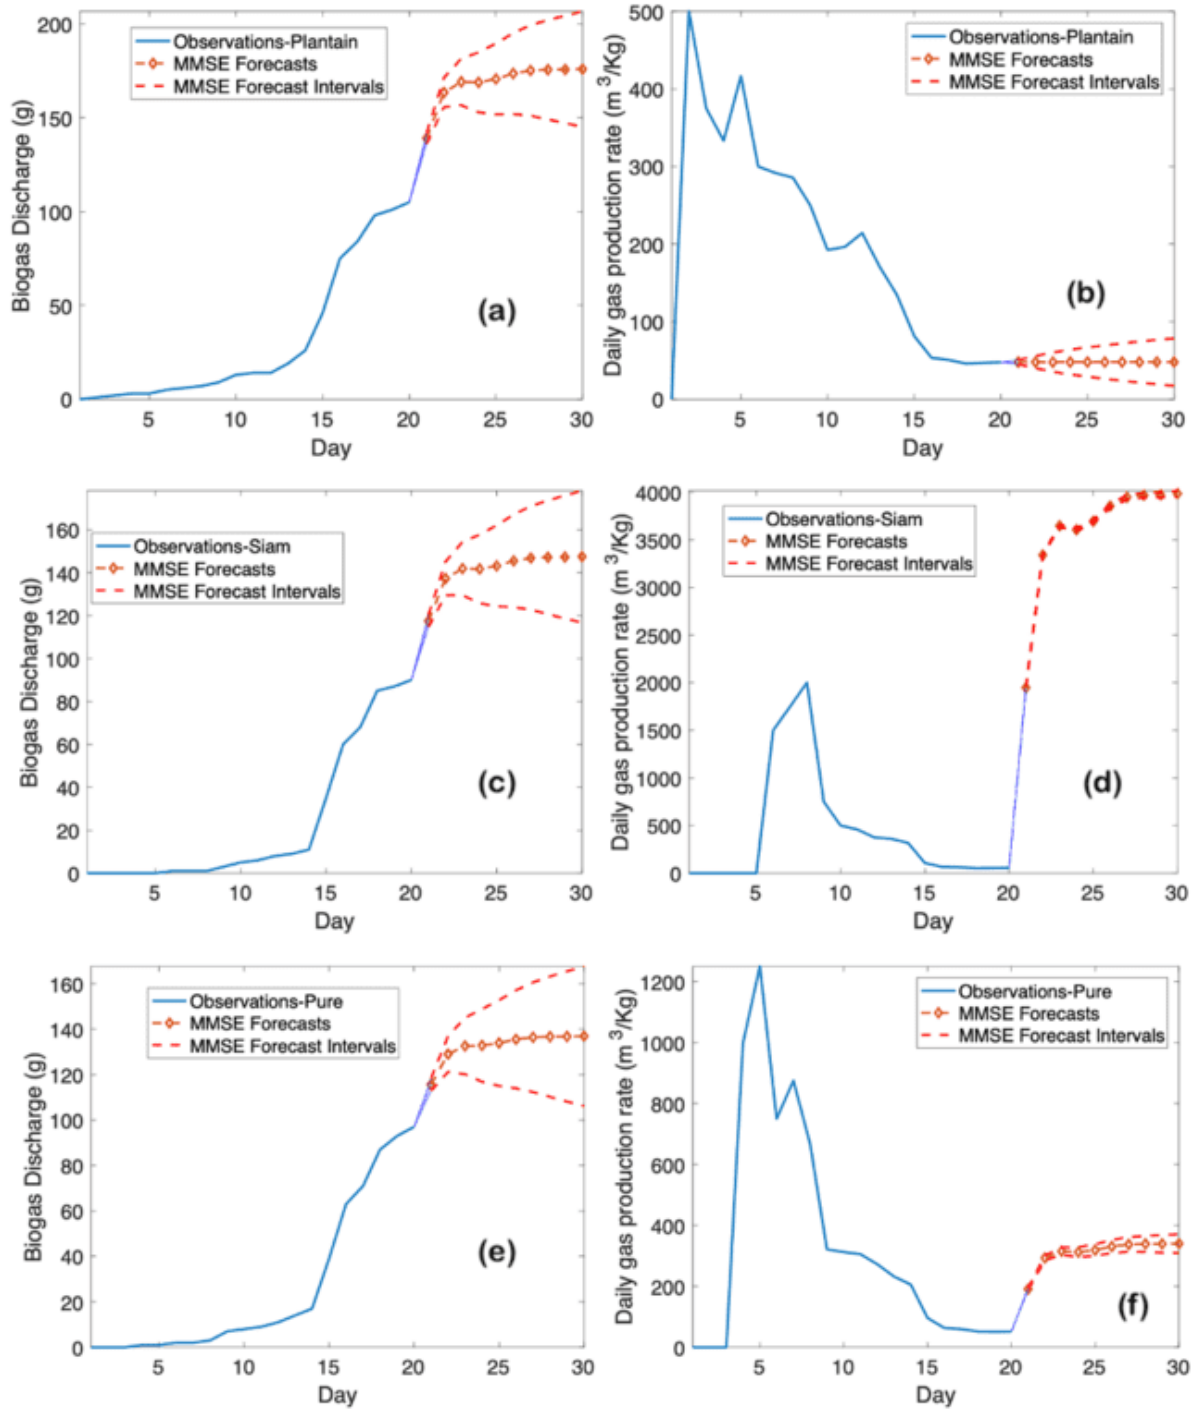 Biogas Discharge (g)
200
150
100
50
0
Observations-Plantain
MMSE Forecasts
MMSE Forecast Intervals
(a)
5 10 15 20 25 30
Day
Daily gas production rate (m³/Kg)
500
400
300
200
100
0
Observations-Plantain
MMSE Forecasts
MMSE Forecast Intervals
(b)
5 10 15 20 25 30
Day
Biogas Discharge (g)
160
140
120
100
80
60
40
20
0
Observations-Siam
MMSE Forecasts
MMSE Forecast Intervals
(c)
5 10 15 20 25 30
Day
Daily gas production rate (m³/Kg)
4000
3500
3000
2500
2000
1500
1000
500
0
Observations-Siam
MMSE Forecasts
MMSE Forecast Intervals
(d)
5 10 15 20 25 30
Day
Biogas Discharge (g)
160
140
120
100
80
60
40
20
0
Observations-Pure
MMSE Forecasts
MMSE Forecast Intervals
(e)
5 10 15 20 25 30
Day
Daily gas production rate (m³/Kg)
1200
1000
800
600
400
200
0
Observations-Pure
MMSE Forecasts
MMSE Forecast Intervals
(f)
5 10 15 20 25 30
Day